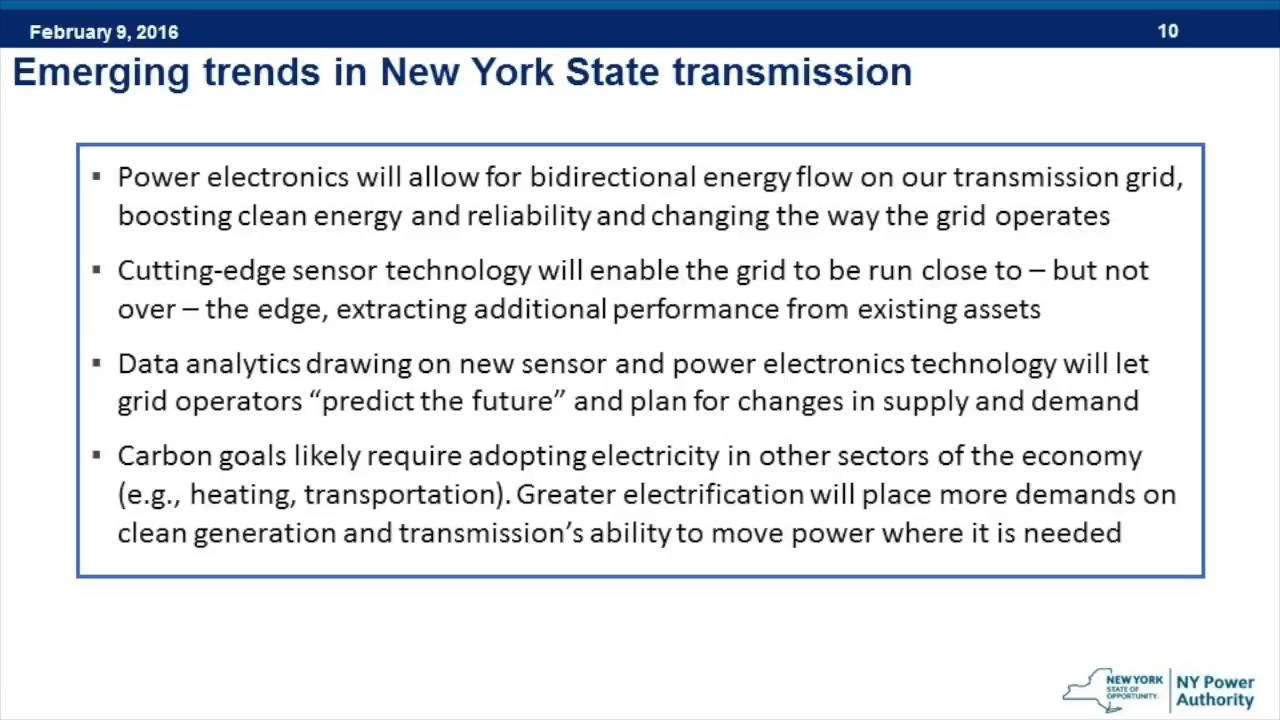 February 9, 2016
10
Emerging trends in New York State transmission
▪ Power electronics will allow for bidirectional energy flow on our transmission grid,
boosting clean energy and reliability and changing the way the grid operates
▪ Cutting-edge sensor technology will enable the grid to be run close to – but not
over – the edge, extracting additional performance from existing assets
▪ Data analytics drawing on new sensor and power electronics technology will let
grid operators “predict the future” and plan for changes in supply and demand
▪ Carbon goals likely require adopting electricity in other sectors of the economy
(e.g., heating, transportation). Greater electrification will place more demands on
clean generation and transmission’s ability to move power where it is needed
NEW YORK
STATE OF
OPPORTUNITY.
NY Power
Authority